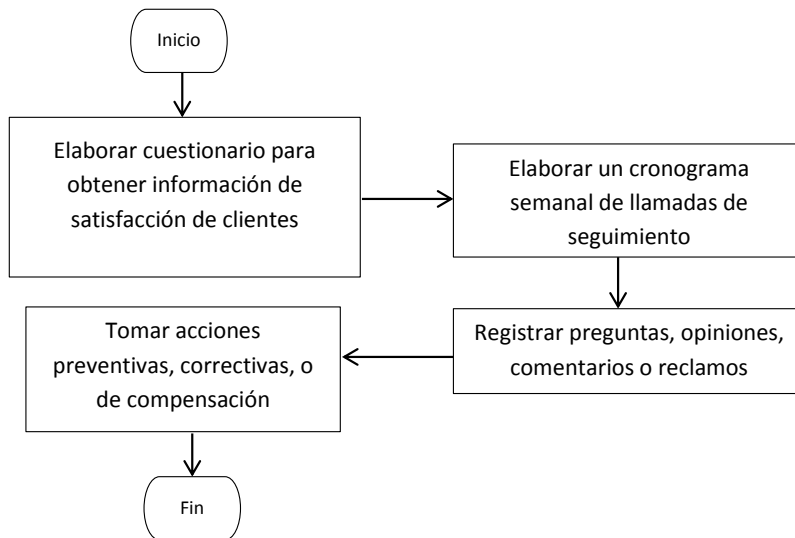 Inicio
Elaborar cuestionario para
obtener información de
satisfacción de clientes
Elaborar un cronograma
semanal de llamadas de
seguimiento
Registrar preguntas, opiniones,
comentarios o reclamos
Tomar acciones
preventivas, correctivas, o
de compensación
Fin